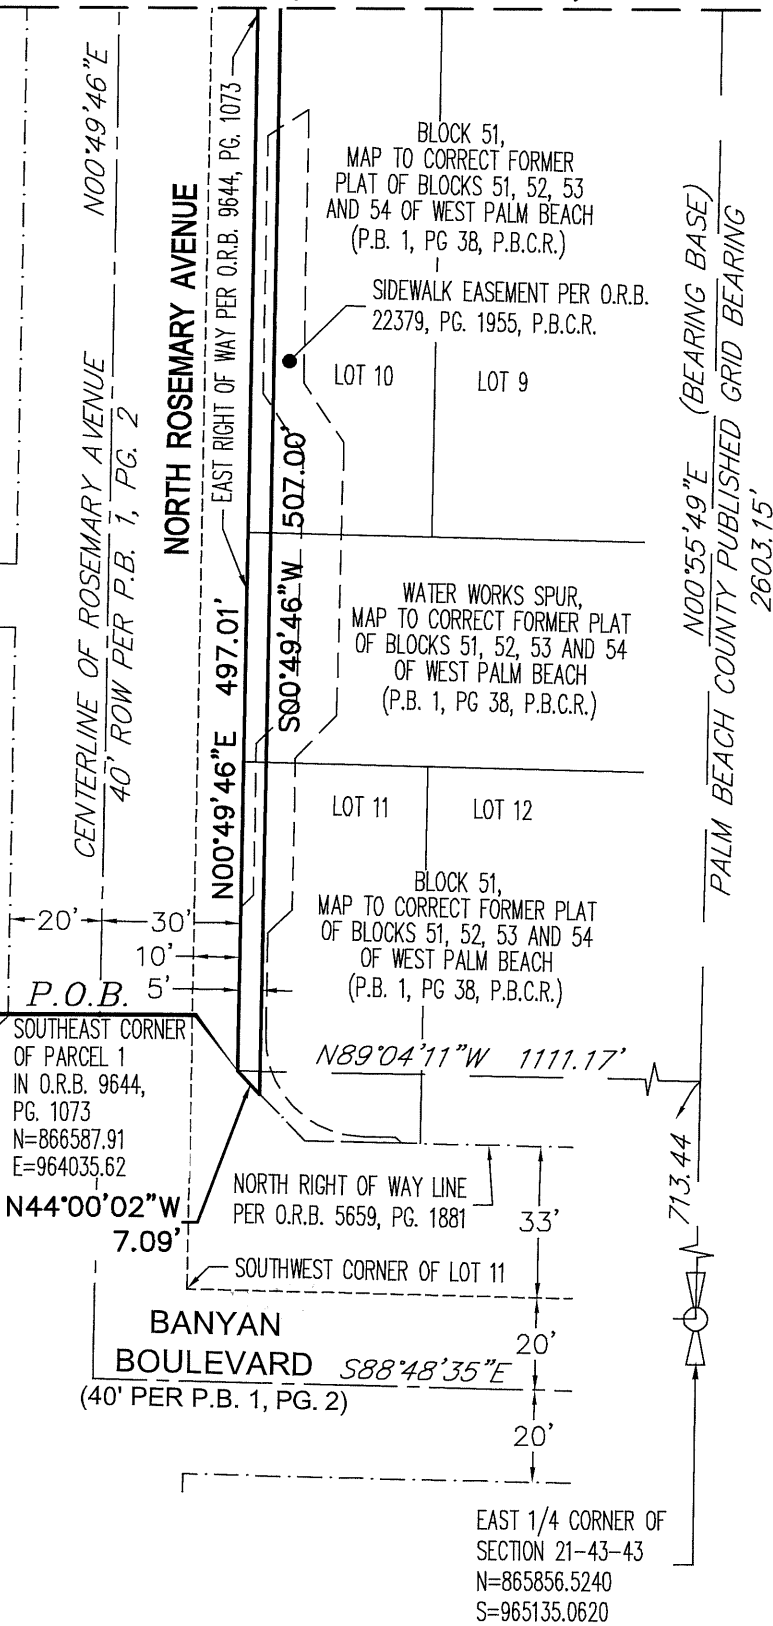 N00°49'46"E
EAST RIGHT OF WAY PER O.R.B. 9644, PG. 1073
NORTH ROSEMARY AVENUE
BLOCK 51,
MAP TO CORRECT FORMER
PLAT OF BLOCKS 51, 52, 53
AND 54 OF WEST PALM BEACH
(P.B. 1, PG 38, P.B.C.R.)
SIDEWALK EASEMENT PER O.R.B.
22379, PG. 1955, P.B.C.R.
LOT 10
LOT 9
N00°55'49"E (BEARING BASE)
PALM BEACH COUNTY PUBLISHED GRID BEARING
2603.15'
CENTERLINE OF ROSEMARY AVENUE
40' ROW PER P.B. 1, PG. 2
N00°49'46"E 497.01'
S00°49'46"W 507.00'
WATER WORKS SPUR,
MAP TO CORRECT FORMER PLAT
OF BLOCKS 51, 52, 53 AND 54
OF WEST PALM BEACH
(P.B. 1, PG 38, P.B.C.R.)
LOT 11
LOT 12
BLOCK 51,
MAP TO CORRECT FORMER PLAT
OF BLOCKS 51, 52, 53 AND 54
OF WEST PALM BEACH
(P.B. 1, PG 38, P.B.C.R.)
20'
30'
10'
5'
P.O.B.
SOUTHEAST CORNER
OF PARCEL 1
IN O.R.B. 9644,
PG. 1073
N=866587.91
E=964035.62
N89°04'11"W 1111.17'
713.44
N44°00'02"W
7.09'
NORTH RIGHT OF WAY LINE
PER O.R.B. 5659, PG. 1881
33'
SOUTHWEST CORNER OF LOT 11
BANYAN
BOULEVARD
(40' PER P.B. 1, PG. 2)
S88°48'35"E
20'
20'
EAST 1/4 CORNER OF
SECTION 21-43-43
N=865856.5240
S=965135.0620